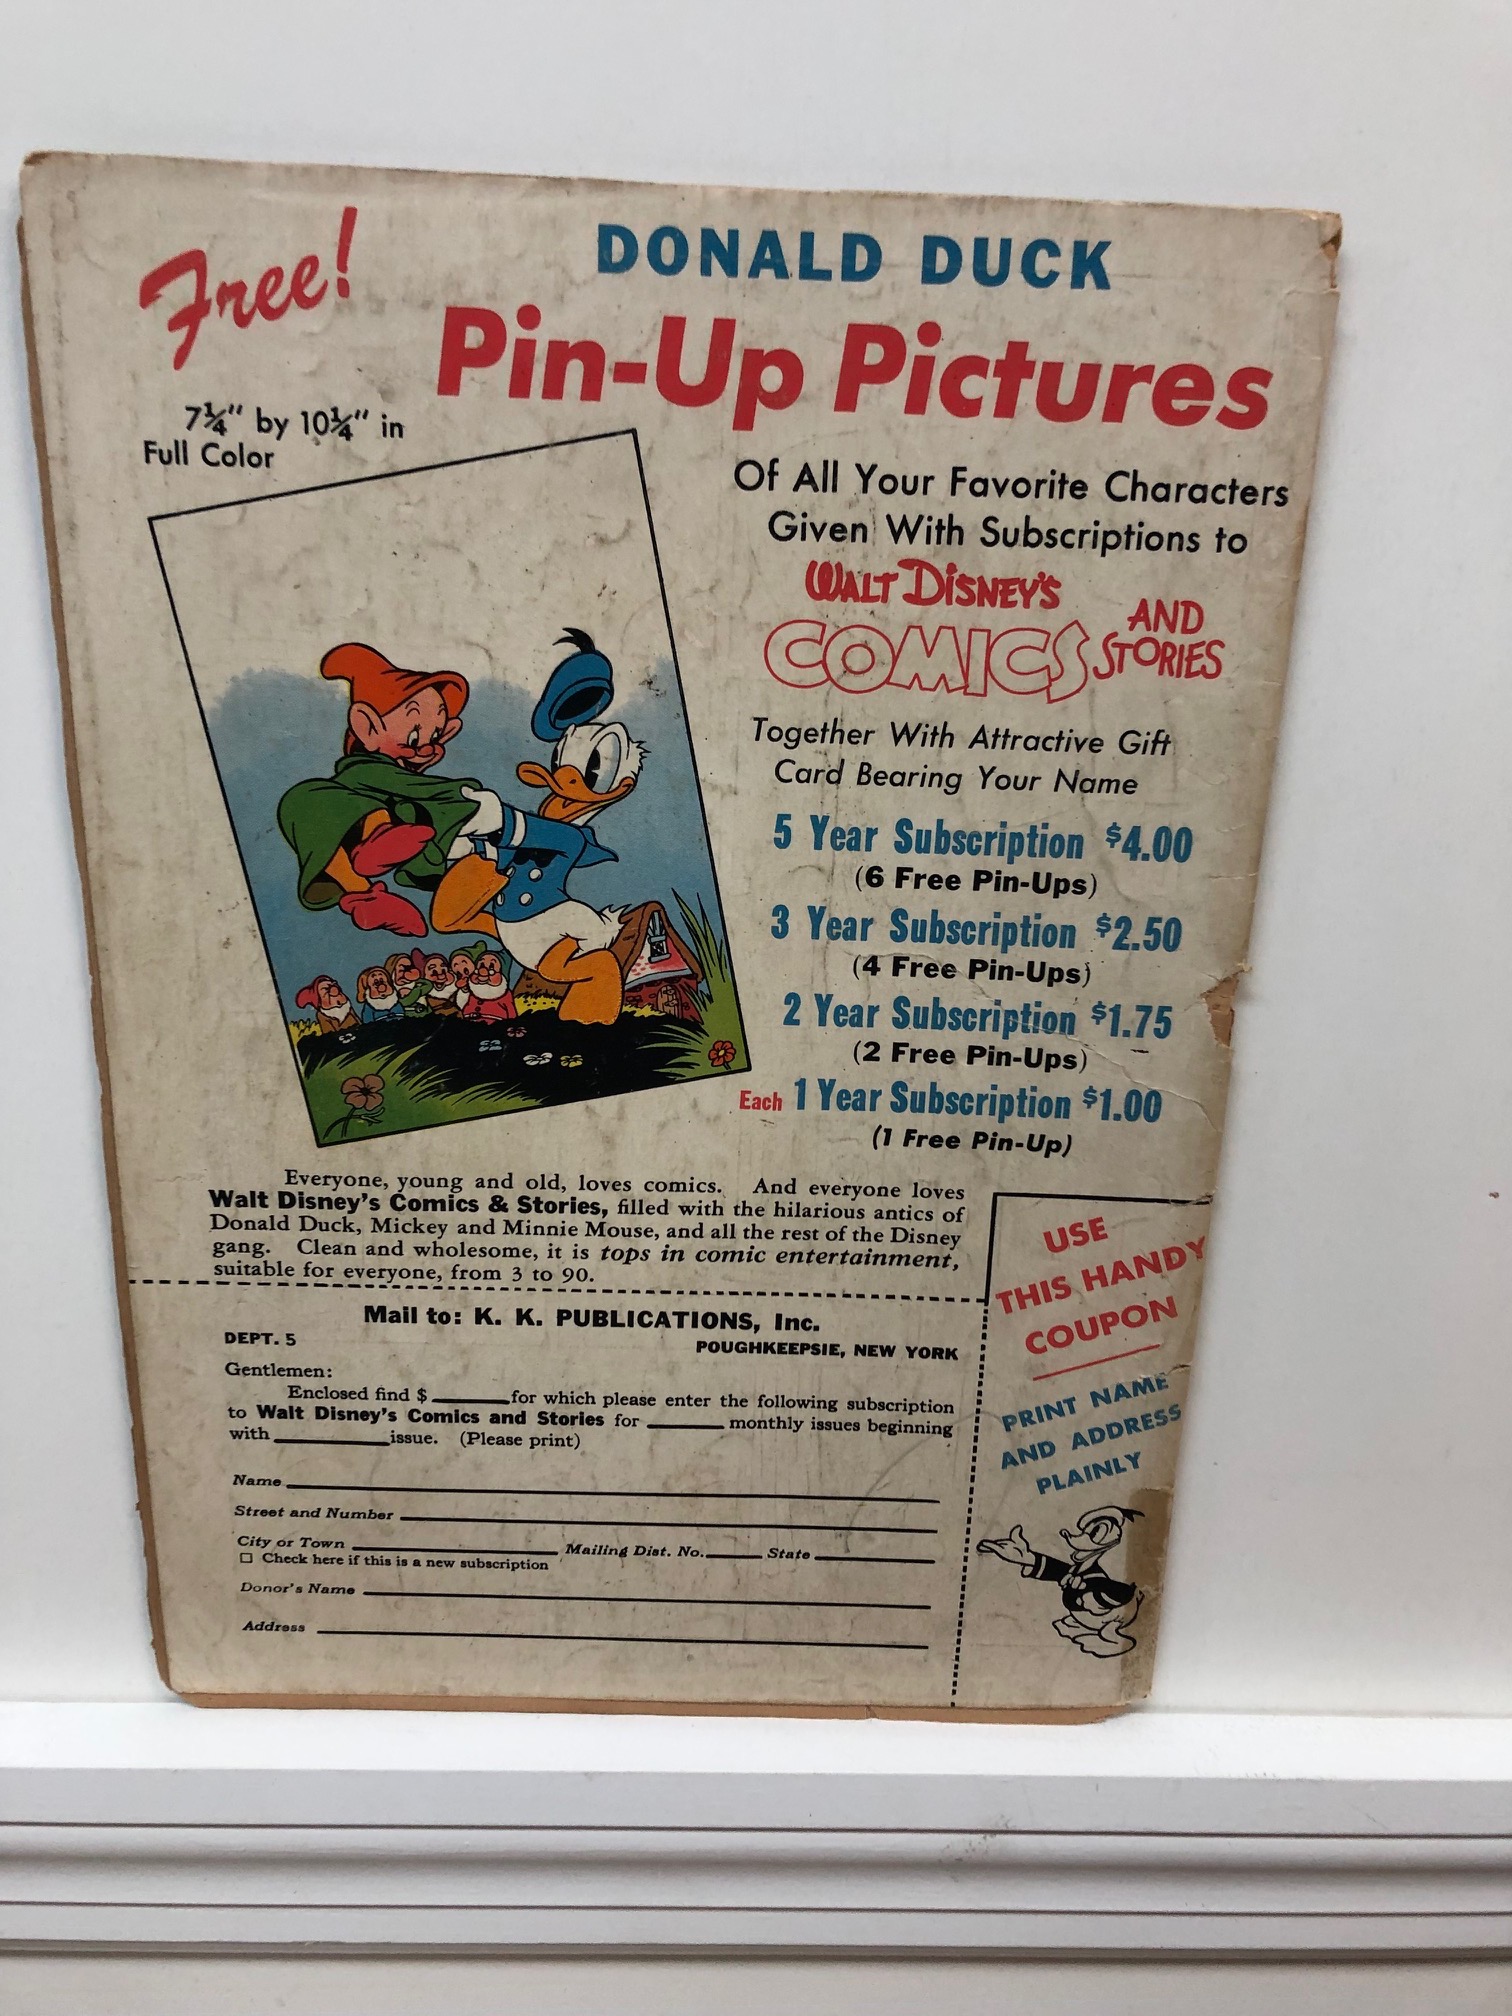 Free!
DONALD DUCK
Pin-Up Pictures
7¼" by 10¼" in
Full Color
Of All Your Favorite Characters
Given With Subscriptions to
WALT DISNEY'S
COMICS AND STORIES
Together With Attractive Gift
Card Bearing Your Name
5 Year Subscription $4.00
(6 Free Pin-Ups)
3 Year Subscription $2.50
(4 Free Pin-Ups)
2 Year Subscription $1.75
(2 Free Pin-Ups)
Each 1 Year Subscription $1.00
(1 Free Pin-Up)
Everyone, young and old, loves comics. And everyone loves
Walt Disney's Comics & Stories, filled with the hilarious antics of
Donald Duck, Mickey and Minnie Mouse, and all the rest of the Disney
gang. Clean and wholesome, it is tops in comic entertainment,
suitable for everyone, from 3 to 90.
Mail to: K. K. PUBLICATIONS, Inc.
DEPT. 5
POUGHKEEPSIE, NEW YORK
Gentlemen:
Enclosed find $ ______ for which please enter the following subscription
to Walt Disney's Comics and Stories for ______ monthly issues beginning
with ______ issue. (Please print)
Name
Street and Number
City or Town ______ Mailing Dist. No. ______ State ______
☐ Check here if this is a new subscription
Donor's Name
Address
USE
THIS HANDY
COUPON
PRINT NAME
AND ADDRESS
PLAINLY